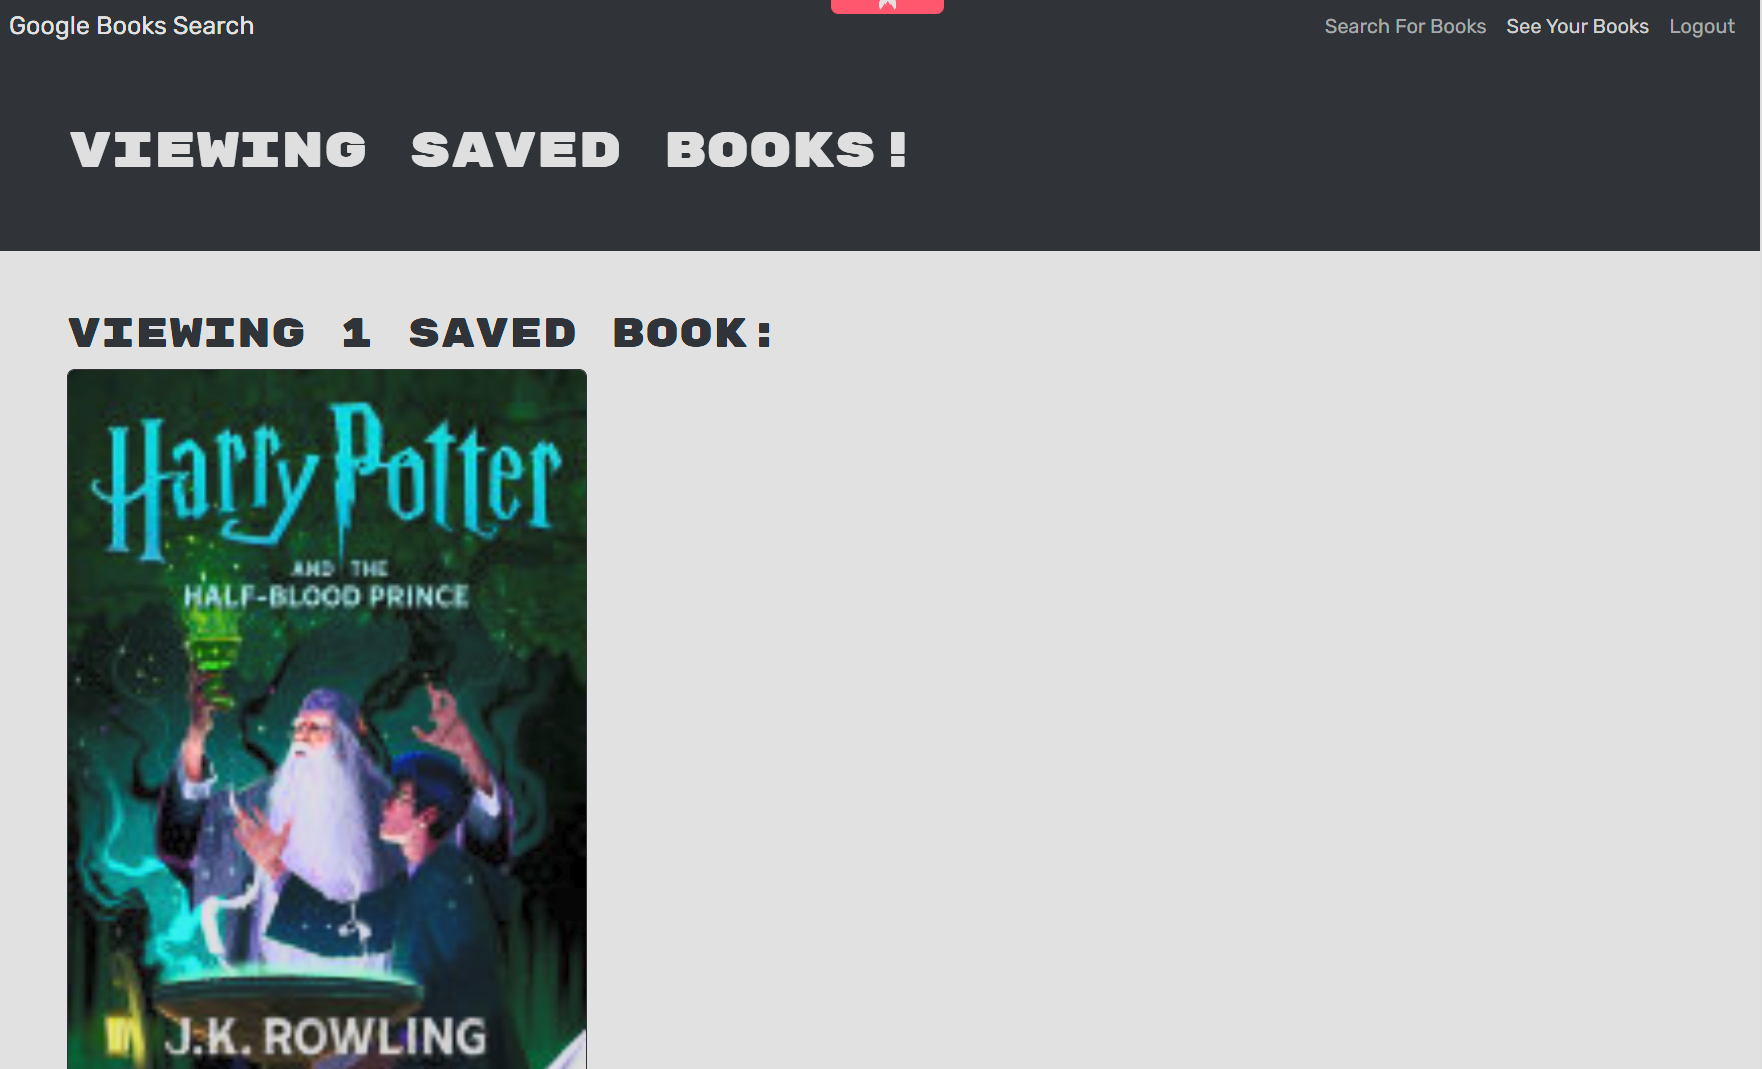 Google Books Search
Search For Books See Your Books Logout
VIEWING SAVED BOOKS!
VIEWING 1 SAVED BOOK:
Harry Potter
AND THE
HALF-BLOOD PRINCE
J.K. ROWLING